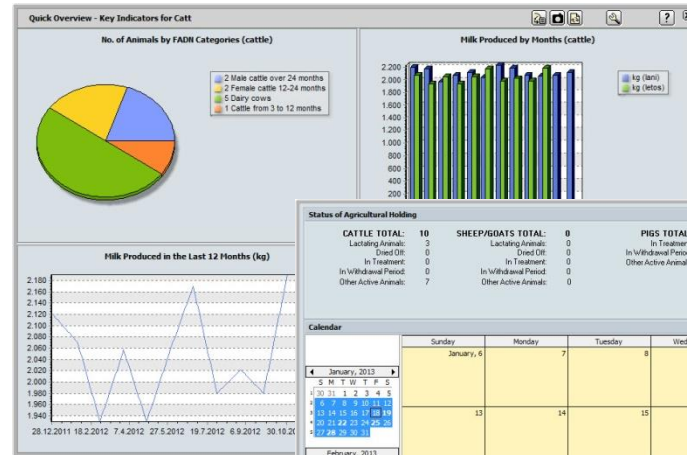 Quick Overview - Key Indicators for Catt
No. of Animals by FADN Categories (cattle)
2 Male cattle over 24 months
2 Female cattle 12-24 months
5 Dairy cows
1 Cattle from 3 to 12 months
Milk Produced by Months (cattle)
2.200
2.000
1.800
1.600
1.400
1.200
1.000
800
600
400
200
kg (lani)
kg (letos)
Milk Produced in the Last 12 Months (kg)
2.180
2.160
2.140
2.120
2.100
2.080
2.060
2.040
2.020
2.000
1.980
1.960
1.940
28.12.2011 18.2.2012 7.4.2012 27.5.2012 19.7.2012 6.9.2012 30.10.20
Status of Agricultural Holding
CATTLE TOTAL: 10 SHEEP/GOATS TOTAL: 0 PIGS TOTAL
Lactating Animals: 3 Lactating Animals: 0 In Treatmen
Dried Off: 0 Dried Off: 0 In Withdrawal Period
In Treatment: 0 In Treatment: 0 Other Active Animals
In Withdrawal Period: 0 In Withdrawal Period: 0
Other Active Animals: 7 Other Active Animals: 0
Calendar
Sunday Monday Tuesday Wed
January, 6 7 8
13 14 15
January, 2013
S M T W T F S
30 31 1 2 3 4 5
6 7 8 9 10 11 12
13 14 15 16 17 18 19
20 21 22 23 24 25 26
27 28 29 30 31
February, 2013